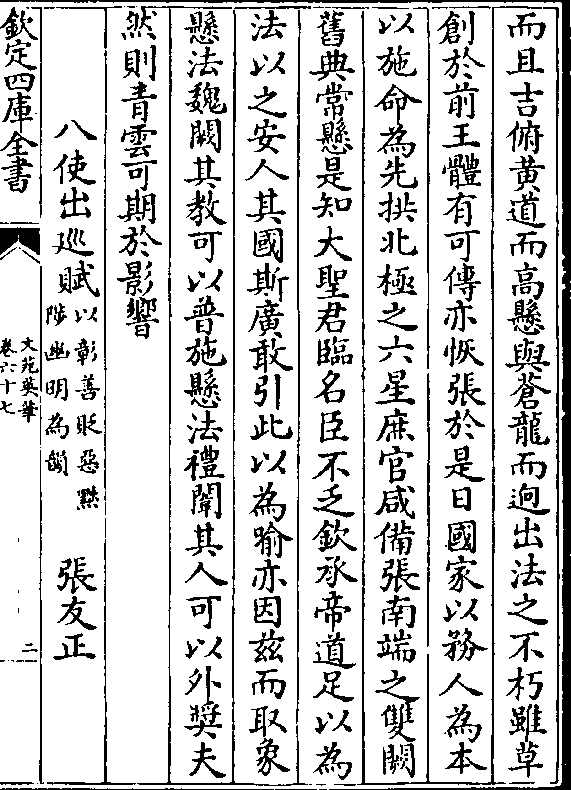 而且吉俯黄道而高懸與蒼龍而逈出法之不朽雖草
創於前王體有可傳亦恢張於是日國家以務人為本
以施命為先拱北極之六星庶官咸備張南端之雙闕
舊典常懸是知大聖君臨名臣不乏欽承帝道足以為
法以之安人其國斯廣敢引此以為喻亦因兹而取象
懸法魏闕其教可以普施懸法禮闈其人可以外奨夫
然則青雲可期於影響
八使出廵賦以彰善貶惡黜陟幽明為韻 張友正
欽定四庫全書
文苑英華
卷六十七
二